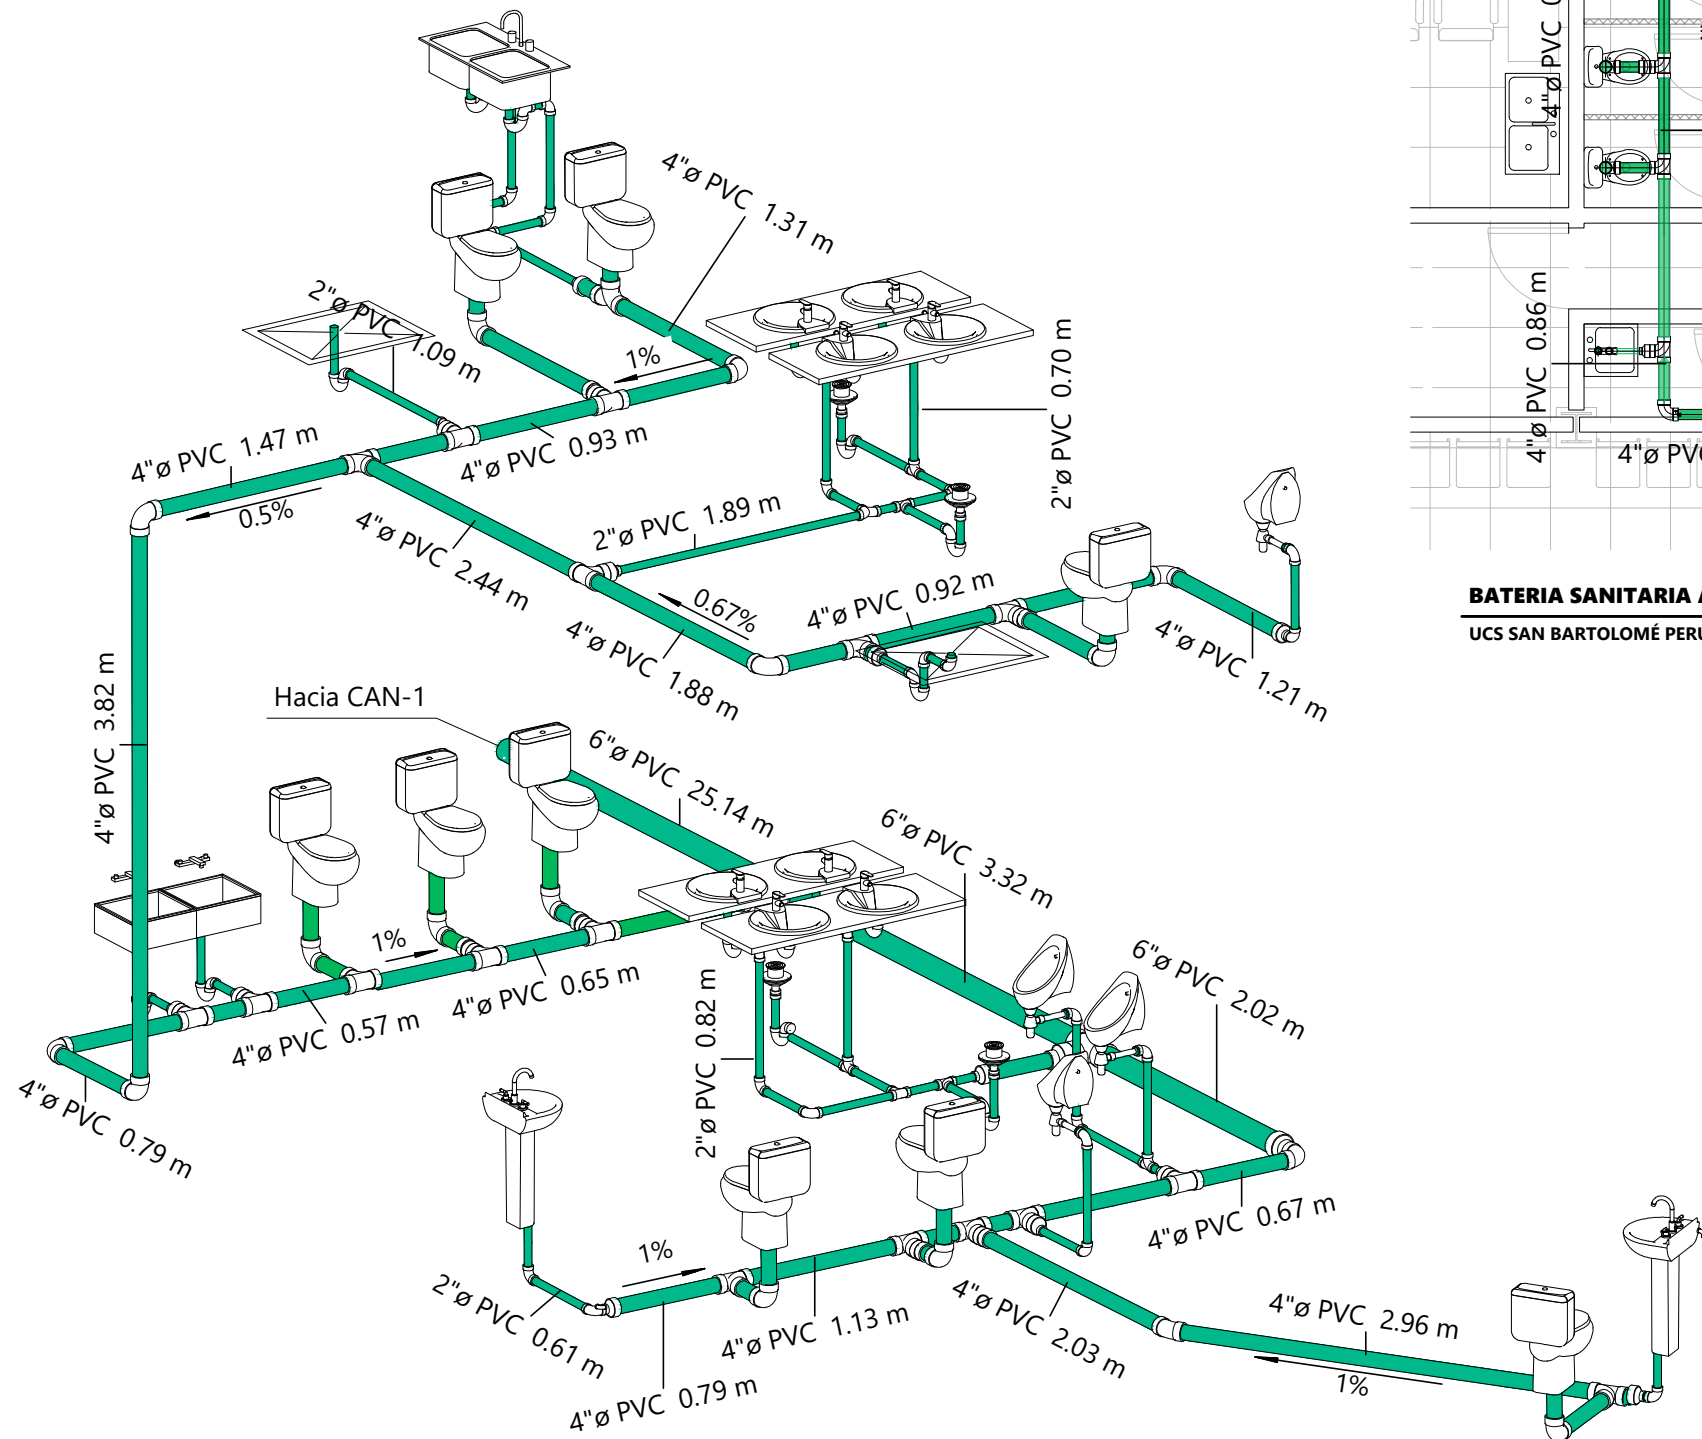 4"ø PVC 1.31 m
1%
2"ø PVC 1.09 m
2"ø PVC 0.70 m
4"ø PVC 1.47 m
0.5%
4"ø PVC 0.93 m
4"ø PVC 2.44 m
2"ø PVC 1.89 m
0.67%
4"ø PVC 0.92 m
4"ø PVC 1.88 m
4"ø PVC 1.21 m
4"ø PVC 3.82 m
Hacia CAN-1
6"ø PVC 25.14 m
6"ø PVC 3.32 m
6"ø PVC 2.02 m
1%
4"ø PVC 0.65 m
4"ø PVC 0.57 m
4"ø PVC 0.79 m
2"ø PVC 0.82 m
4"ø PVC 0.67 m
1%
2"ø PVC 0.61 m
4"ø PVC 1.13 m
4"ø PVC 0.79 m
4"ø PVC 2.03 m
4"ø PVC 2.96 m
1%
4"ø PVC
4"ø PVC 0.86 m
4"ø PVC
BATERIA SANITARIA
UCS SAN BARTOLOMÉ